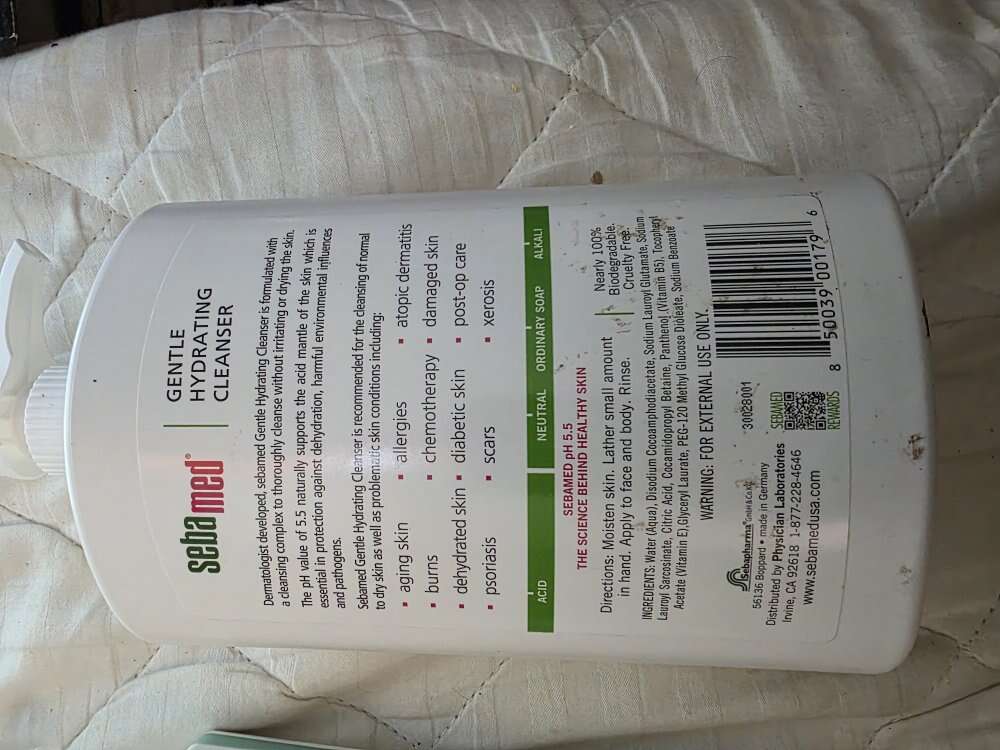 sebamed®
GENTLE
HYDRATING
CLEANSER
Dermatologist developed, sebamed Gentle Hydrating Cleanser is formulated with
a cleansing complex to thoroughly cleanse without irritating or drying the skin.
The pH value of 5.5 naturally supports the acid mantle of the skin which is
essential in protection against dehydration, harmful environmental influences
and pathogens.
Sebamed Gentle Hydrating Cleanser is recommended for the cleansing of normal
to dry skin as well as problematic skin conditions including:
▪ aging skin ▪ allergies ▪ atopic dermatitis
▪ burns ▪ chemotherapy ▪ damaged skin
▪ dehydrated skin ▪ diabetic skin ▪ post-op care
▪ psoriasis ▪ scars ▪ xerosis
ACID NEUTRAL ORDINARY SOAP ALKALI
SEBAMED pH 5.5
THE SCIENCE BEHIND HEALTHY SKIN
Directions: Moisten skin. Lather small amount
in hand. Apply to face and body. Rinse.
Nearly 100%
Biodegradable.
Cruelty Free
INGREDIENTS: Water (Aqua), Disodium Cocoamphodiacetate, Sodium Lauroyl Glutamate, Sodium
Lauroyl Sarcosinate, Citric Acid, Cocamidopropyl Betaine, Panthenol (Vitamin B5), Tocopheryl
Acetate (Vitamin E), Glyceryl Laurate, PEG-120 Methyl Glucose Dioleate, Sodium Benzoate
WARNING: FOR EXTERNAL USE ONLY.
Sebapharma GmbH & Co. KG
56136 Boppard • made in Germany
Distributed by Physician Laboratories
Irvine, CA 92618 1-877-228-4646
www.sebamedusa.com
30028001
SEBAMED
REWARDS
8 50039 00179 6